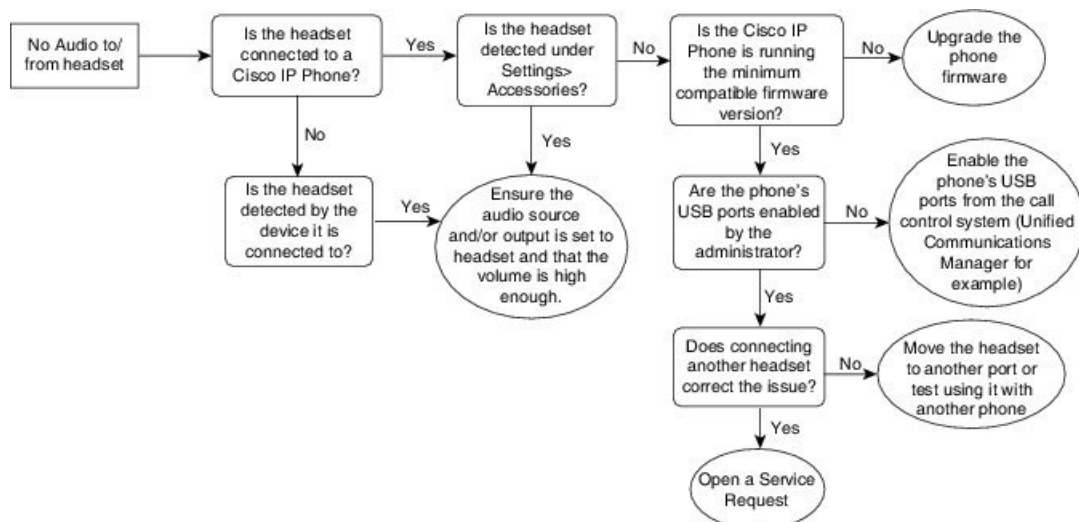 No Audio to/
from headset
Is the headset
connected to a
Cisco IP Phone?
Yes
Is the headset
detected under
Settings>
Accessories?
No
Is the Cisco IP
Phone is running
the minimum
compatible firmware
version?
No
Upgrade the
phone
firmware
No
Yes
Yes
Is the headset
detected by the
device it is
connected to?
Yes
Ensure the
audio source
and/or output is set to
headset and that the
volume is high
enough.
Are the phone's
USB ports enabled
by the
administrator?
No
Enable the
phone's USB
ports from the call
control system (Unified
Communications
Manager for
example)
Yes
Does connecting
another headset
correct the issue?
No
Move the headset
to another port or
test using it with
another phone
Yes
Open a Service
Request